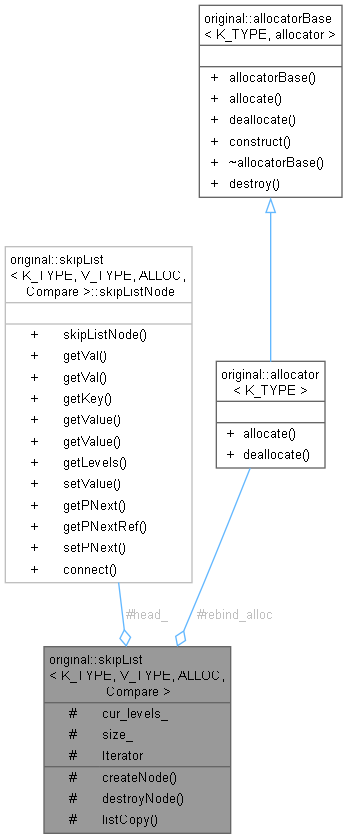 original::allocatorBase
< K_TYPE, allocator >
+ allocatorBase()
+ allocate()
+ deallocate()
+ construct()
+ ~allocatorBase()
+ destroy()
original::skipList
< K_TYPE, V_TYPE, ALLOC,
Compare >::skipListNode
+ skipListNode()
+ getVal()
+ getVal()
+ getKey()
+ getValue()
+ getValue()
+ getLevels()
+ setValue()
+ getPNext()
+ getPNextRef()
+ setPNext()
+ connect()
original::allocator
< K_TYPE >
+ allocate()
+ deallocate()
#head_
#rebind_alloc
original::skipList
< K_TYPE, V_TYPE, ALLOC,
Compare >
# cur_levels_
# size_
# Iterator
# createNode()
# destroyNode()
# listCopy()